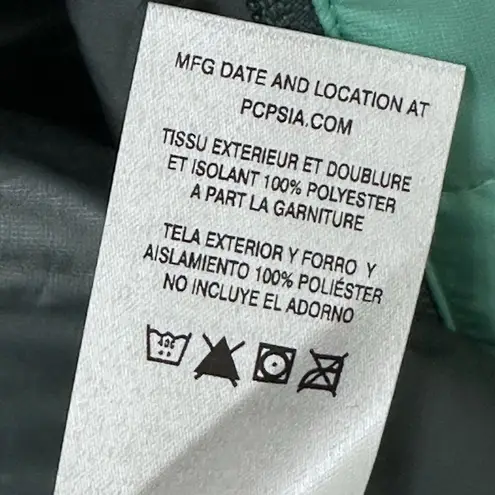 MFG DATE AND LOCATION AT
PCPSIA.COM
TISSU EXTERIEUR ET DOUBLURE
ET ISOLANT 100% POLYESTER
A PART LA GARNITURE
TELA EXTERIOR Y FORRO Y
AISLAMIENTO 100% POLIÉSTER
NO INCLUYE EL ADORNO